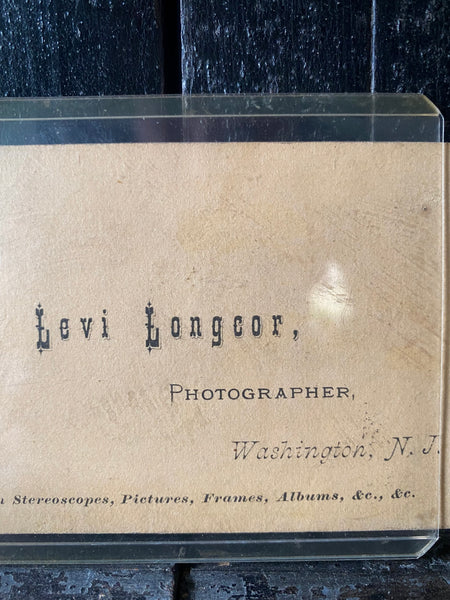 Levi Longcor,
PHOTOGRAPHER,
Washington, N. J.
Stereoscopes, Pictures, Frames, Albums, &c., &c.